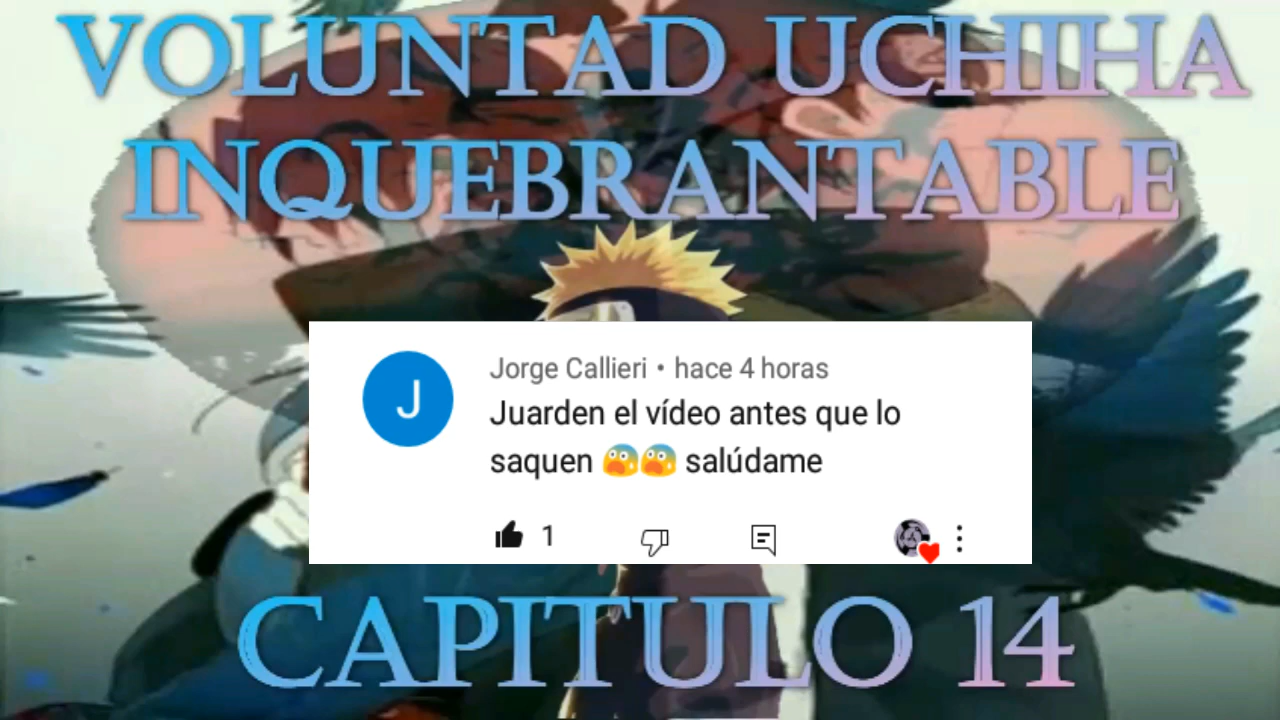 VOLUNTAD UCHIHA
INQUEBRANTABLE
J
Jorge Callieri • hace 4 horas
Juarden el vídeo antes que lo
saquen 😨😨 salúdame
1
CAPITULO 14